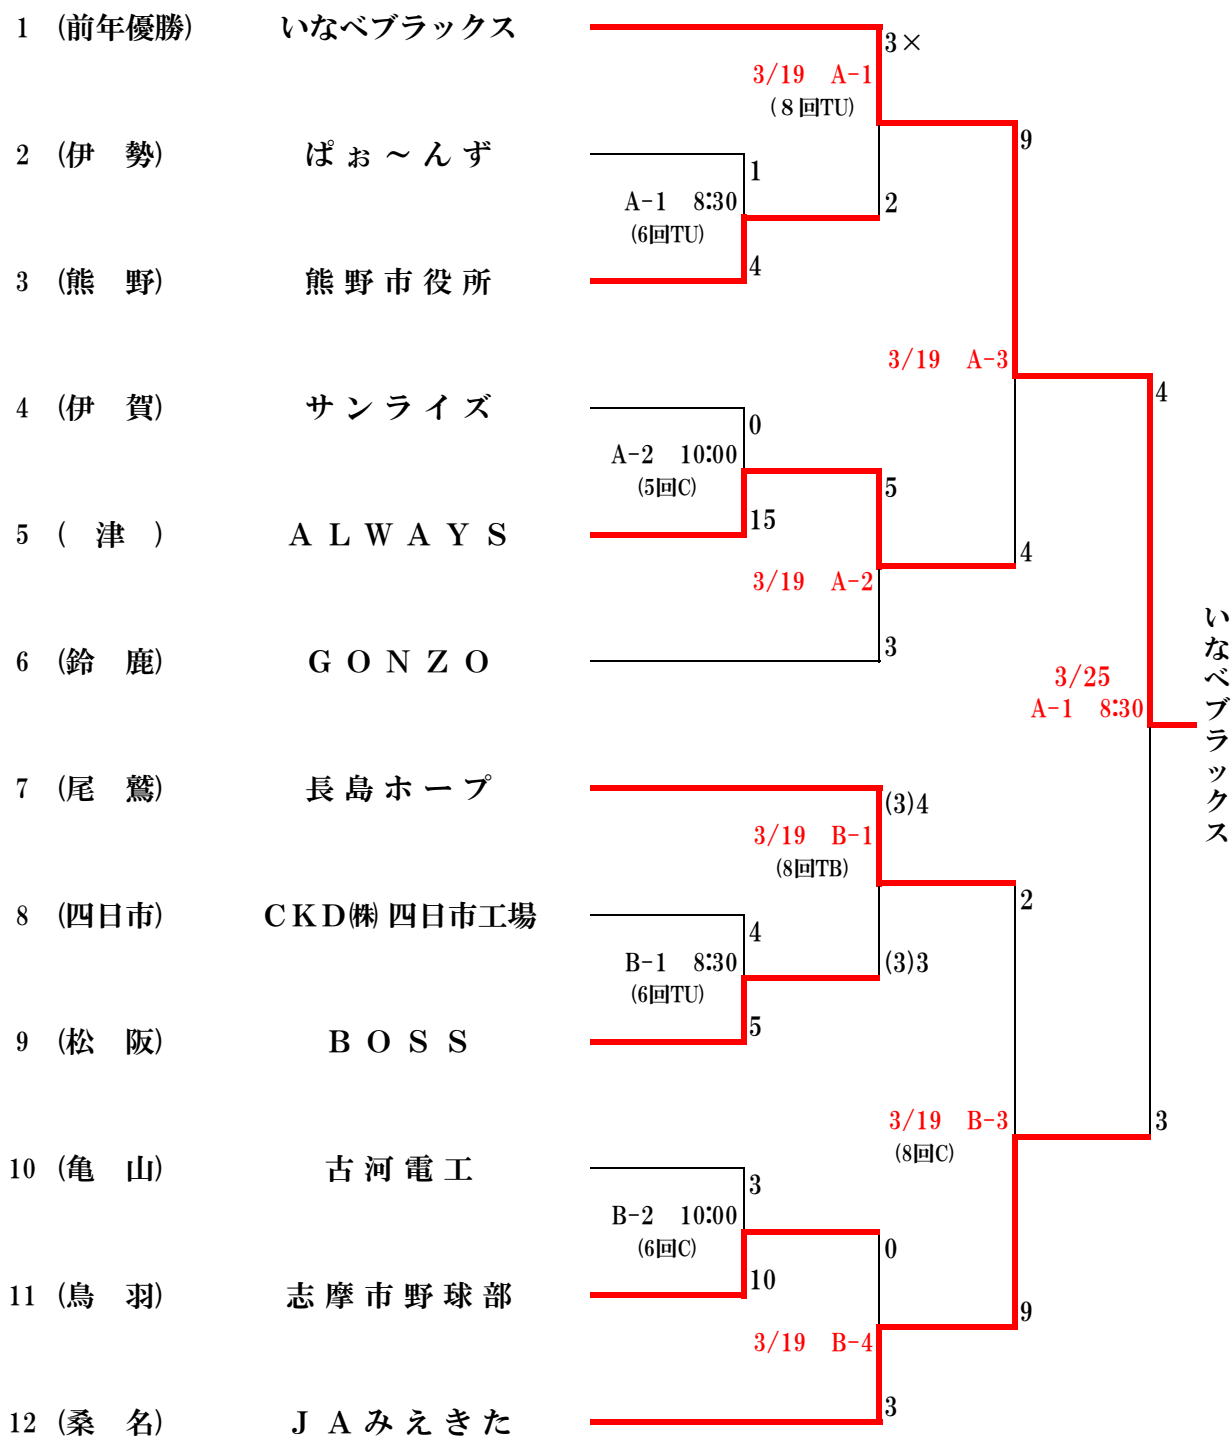 1 (前年優勝) いなべブラックス
3×
3/19 A-1
(８回TU)
9
2 (伊 勢) ぱぉ～んず
1
A-1 8:30
(6回TU)
2
3 (熊 野) 熊野市役所
4
3/19 A-3
4 (伊 賀) サンライズ
0
4
A-2 10:00
(5回C)
5
5 ( 津 ) ＡＬＷＡＹＳ
15
4
3/19 A-2
6 (鈴 鹿) ＧＯＮＺＯ
3
3/25
A-1 8:30
いなべブラックス
7 (尾 鷲) 長島ホープ
(3)4
3/19 B-1
(8回TB)
2
8 (四日市) ＣＫＤ㈱四日市工場
4
B-1 8:30
(6回TU)
(3)3
9 (松 阪) ＢＯＳＳ
5
3/19 B-3
(8回C)
3
10 (亀 山) 古河電工
3
B-2 10:00
(6回C)
0
11 (鳥 羽) 志摩市野球部
10
9
3/19 B-4
12 (桑 名) ＪＡみえきた
3